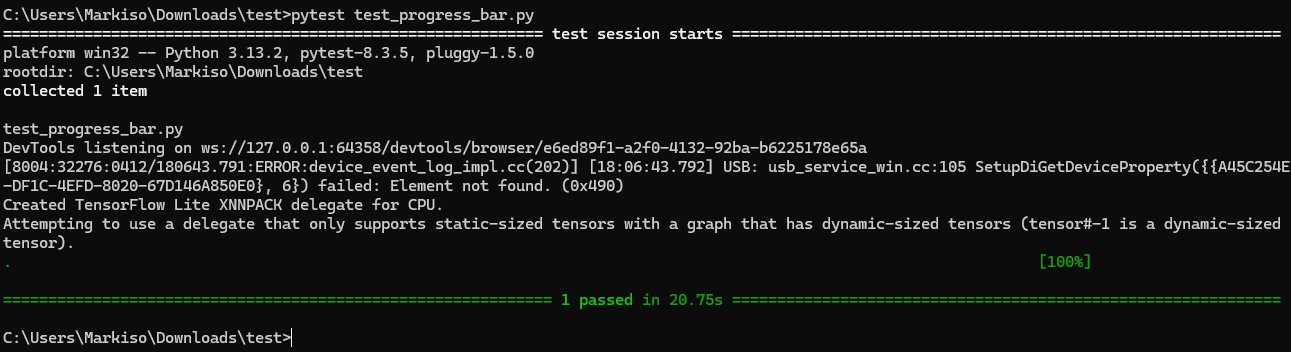 C:\Users\Markiso\Downloads\test>pytest test_progress_bar.py
============================================================ test session starts =============================================================
platform win32 -- Python 3.13.2, pytest-8.3.5, pluggy-1.5.0
rootdir: C:\Users\Markiso\Downloads\test
collected 1 item
test_progress_bar.py
DevTools listening on ws://127.0.0.1:64358/devtools/browser/e6ed89f1-a2f0-4132-92ba-b6225178e65a
[8004:32276:0412/180643.791:ERROR:device_event_log_impl.cc(202)] [18:06:43.792] USB: usb_service_win.cc:105 SetupDiGetDeviceProperty({{A45C254E
-DF1C-4EFD-8020-67D146A850E0}, 6}) failed: Element not found. (0x490)
Created TensorFlow Lite XNNPACK delegate for CPU.
Attempting to use a delegate that only supports static-sized tensors with a graph that has dynamic-sized tensors (tensor#-1 is a dynamic-sized
tensor).
. [100%]
============================================================= 1 passed in 20.75s =============================================================
C:\Users\Markiso\Downloads\test>